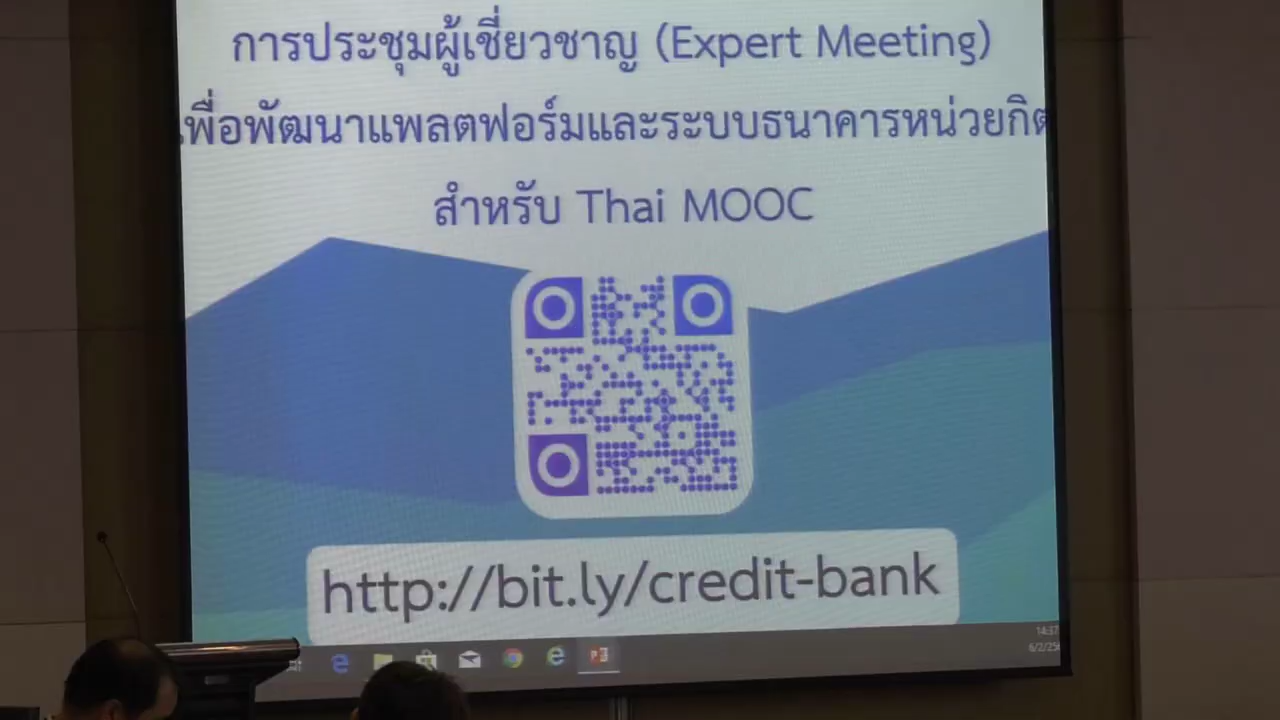 การประชุมผู้เชี่ยวชาญ (Expert Meeting)
เพื่อพัฒนาแพลตฟอร์มและระบบธนาคารหน่วยกิต
สำหรับ Thai MOOC
http://bit.ly/credit-bank
14:37